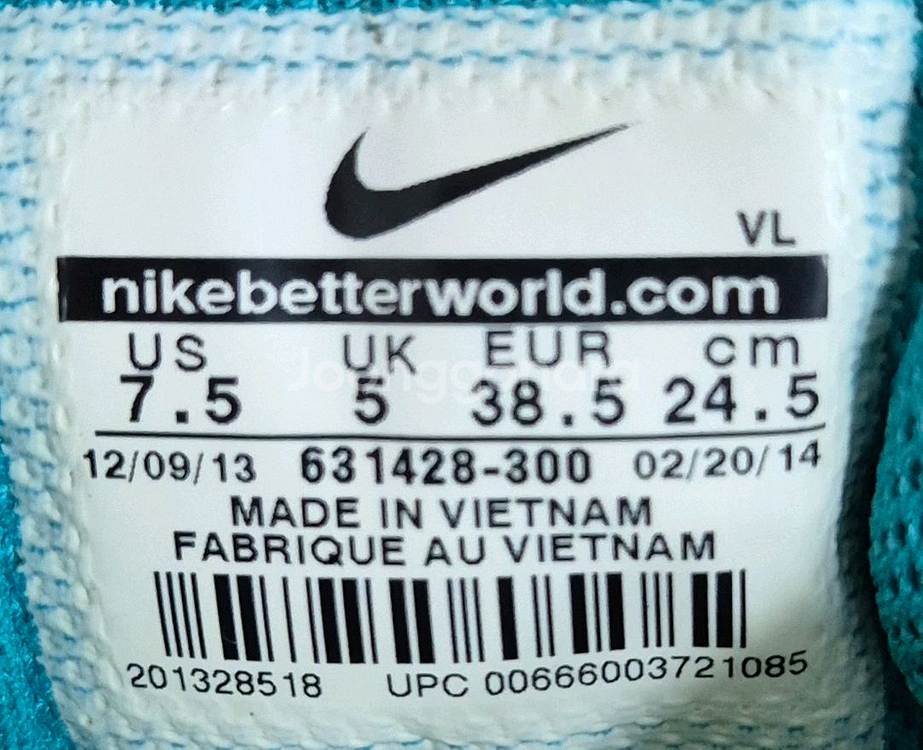 VL
nikebetterworld.com
US UK EUR cm
7.5 5 38.5 24.5
12/09/13 631428-300 02/20/14
MADE IN VIETNAM
FABRIQUE AU VIETNAM
201328518 UPC 00666003721085